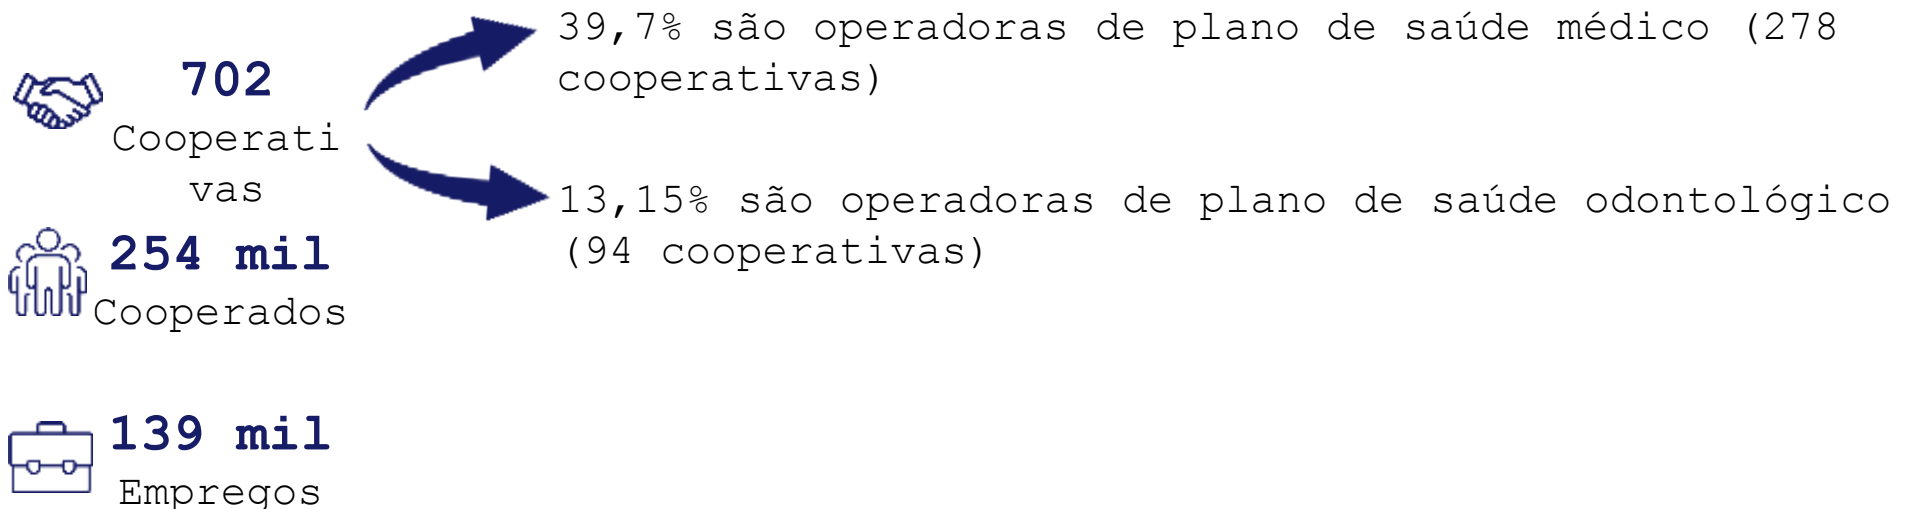 702
Cooperati
vas
39,7% são operadoras de plano de saúde médico (278
cooperativas)
13,15% são operadoras de plano de saúde odontológico
(94 cooperativas)
254 mil
Cooperados
139 mil
Empregos